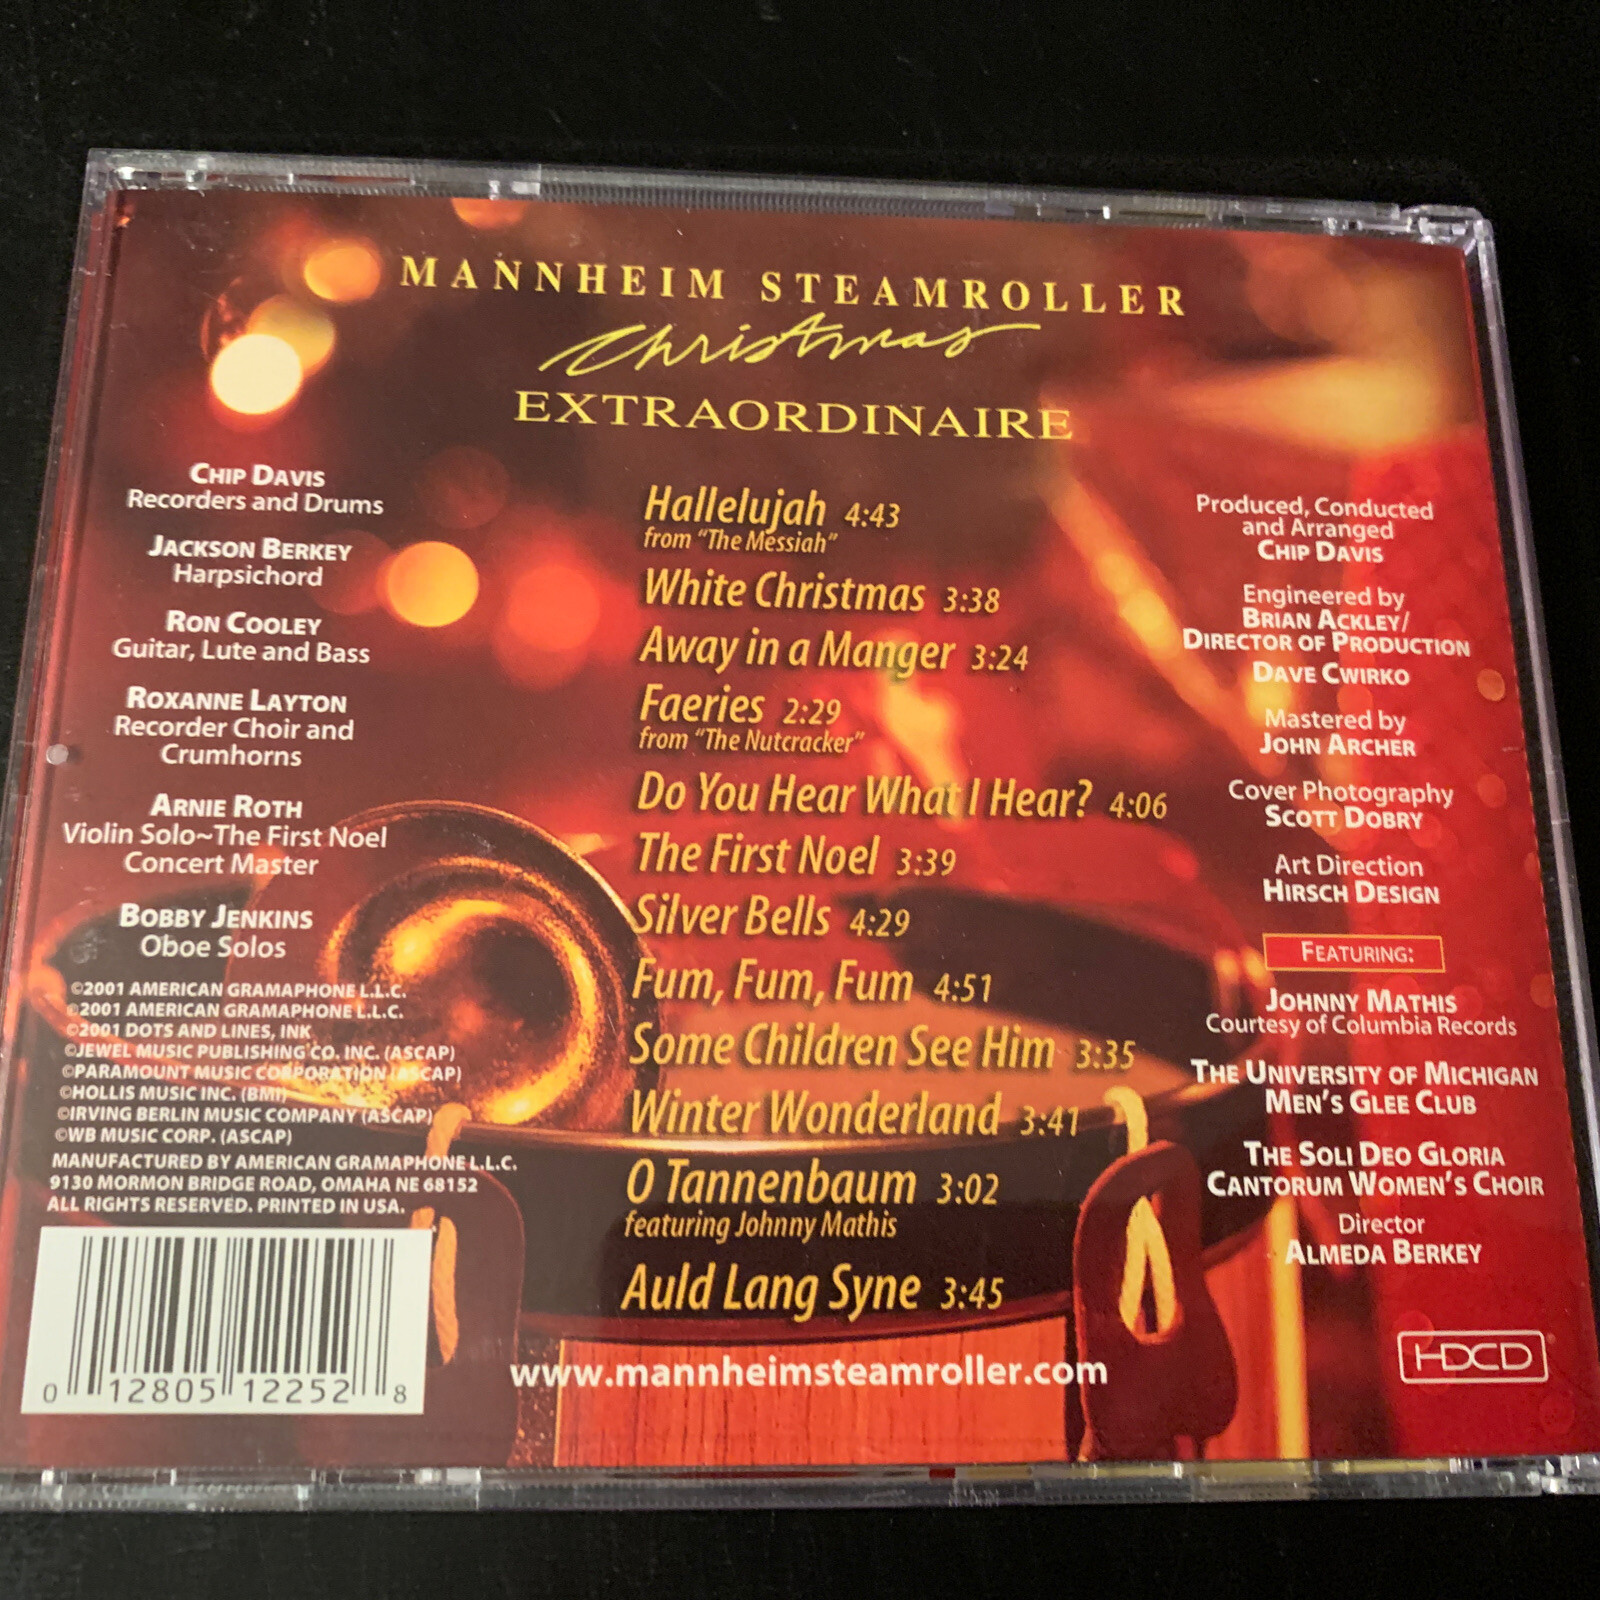 MANNHEIM STEAMROLLER
Christmas
EXTRAORDINAIRE
CHIP DAVIS
Recorders and Drums
JACKSON BERKEY
Harpsichord
RON COOLEY
Guitar, Lute and Bass
ROXANNE LAYTON
Recorder Choir and
Crumhorns
ARNIE ROTH
Violin Solo~The First Noel
Concert Master
BOBBY JENKINS
Oboe Solos
©2001 AMERICAN GRAMAPHONE L.L.C.
℗2001 AMERICAN GRAMAPHONE L.L.C.
©2001 DOTS AND LINES, INK
©JEWEL MUSIC PUBLISHING CO. INC. (ASCAP)
©PARAMOUNT MUSIC CORPORATION (ASCAP)
©HOLLIS MUSIC INC. (BMI)
©IRVING BERLIN MUSIC COMPANY (ASCAP)
©WB MUSIC CORP. (ASCAP)
MANUFACTURED BY AMERICAN GRAMAPHONE L.L.C.
9130 MORMON BRIDGE ROAD, OMAHA NE 68152
ALL RIGHTS RESERVED. PRINTED IN USA.
0 12805 12252 8
Hallelujah 4:43
from "The Messiah"
White Christmas 3:38
Away in a Manger 3:24
Faeries 2:29
from "The Nutcracker"
Do You Hear What I Hear? 4:06
The First Noel 3:39
Silver Bells 4:29
Fum, Fum, Fum 4:51
Some Children See Him 3:35
Winter Wonderland 3:41
O Tannenbaum 3:02
featuring Johnny Mathis
Auld Lang Syne 3:45
www.mannheimsteamroller.com
Produced, Conducted
and Arranged
CHIP DAVIS
Engineered by
BRIAN ACKLEY/
DIRECTOR OF PRODUCTION
DAVE CWIRKO
Mastered by
JOHN ARCHER
Cover Photography
SCOTT DOBRY
Art Direction
HIRSCH DESIGN
FEATURING:
JOHNNY MATHIS
Courtesy of Columbia Records
THE UNIVERSITY OF MICHIGAN
MEN'S GLEE CLUB
THE SOLI DEO GLORIA
CANTORUM WOMEN'S CHOIR
Director
ALMEDA BERKEY
HDCD